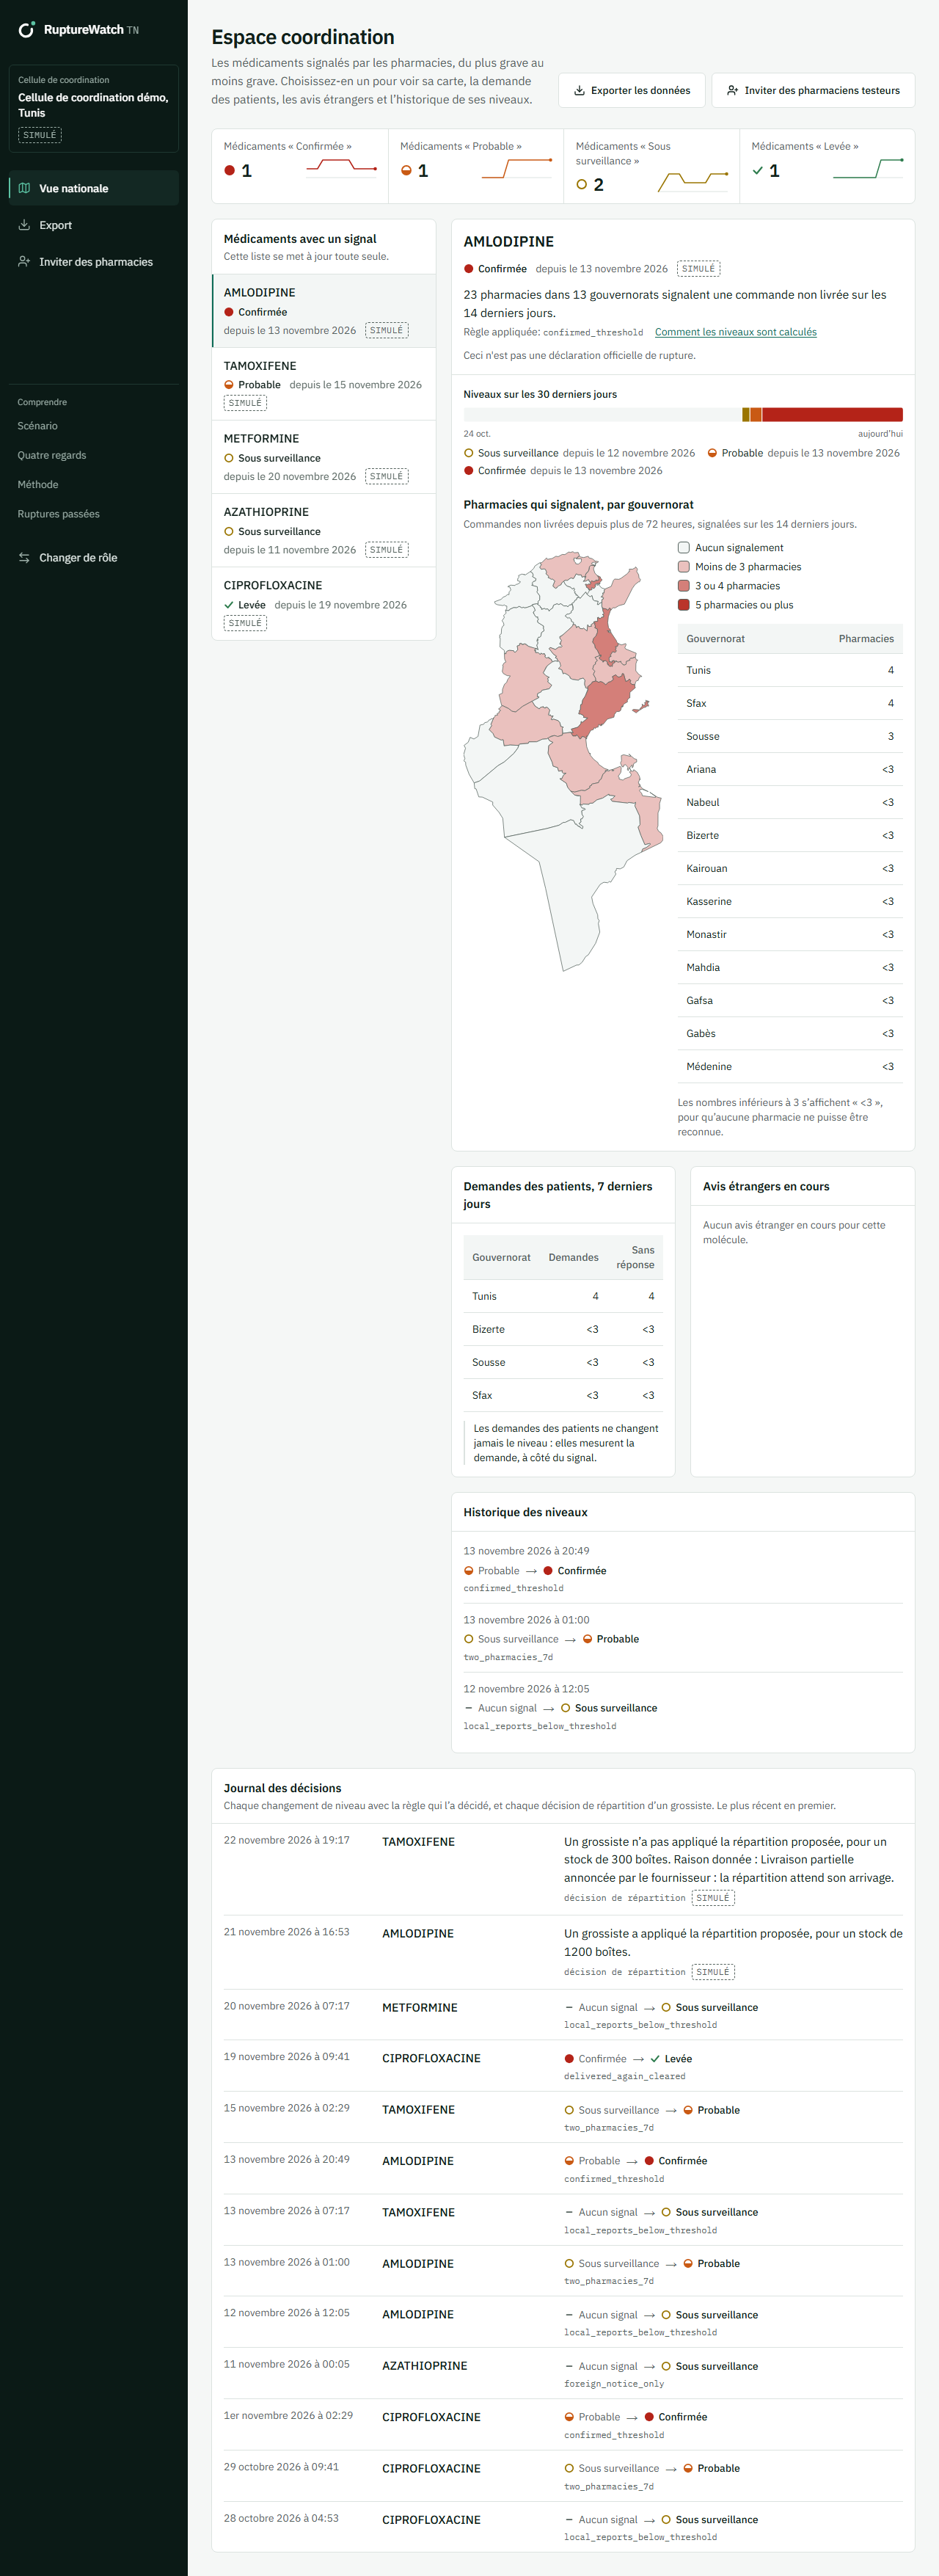 RuptureWatch TN
Cellule de coordination
Cellule de coordination démo,
Tunis
SIMULÉ
Vue nationale
Export
Inviter des pharmacies
Comprendre
Scénario
Quatre regards
Méthode
Ruptures passées
Changer de rôle
Espace coordination
Les médicaments signalés par les pharmacies, du plus grave au
moins grave. Choisissez-en un pour voir sa carte, la demande
des patients, les avis étrangers et l’historique de ses niveaux.
Exporter les données
Inviter des pharmaciens testeurs
Médicaments « Confirmée »
1
Médicaments « Probable »
1
Médicaments « Sous
surveillance »
2
Médicaments « Levée »
1
Médicaments avec un signal
Cette liste se met à jour toute seule.
AMLODIPINE
Confirmée
depuis le 13 novembre 2026 SIMULÉ
TAMOXIFENE
Probable depuis le 15 novembre 2026
SIMULÉ
METFORMINE
Sous surveillance
depuis le 20 novembre 2026 SIMULÉ
AZATHIOPRINE
Sous surveillance
depuis le 11 novembre 2026 SIMULÉ
CIPROFLOXACINE
Levée depuis le 19 novembre 2026
SIMULÉ
AMLODIPINE
Confirmée depuis le 13 novembre 2026 SIMULÉ
23 pharmacies dans 13 gouvernorats signalent une commande non livrée sur les
14 derniers jours.
Règle appliquée: confirmed_threshold Comment les niveaux sont calculés
Ceci n'est pas une déclaration officielle de rupture.
Niveaux sur les 30 derniers jours
24 oct. aujourd’hui
Sous surveillance depuis le 12 novembre 2026 Probable depuis le 13 novembre 2026
Confirmée depuis le 13 novembre 2026
Pharmacies qui signalent, par gouvernorat
Commandes non livrées depuis plus de 72 heures, signalées sur les 14 derniers jours.
Aucun signalement
Moins de 3 pharmacies
3 ou 4 pharmacies
5 pharmacies ou plus
Gouvernorat Pharmacies
Tunis 4
Sfax 4
Sousse 3
Ariana <3
Nabeul <3
Bizerte <3
Kairouan <3
Kasserine <3
Monastir <3
Mahdia <3
Gafsa <3
Gabès <3
Médenine <3
Les nombres inférieurs à 3 s’affichent « <3 »,
pour qu’aucune pharmacie ne puisse être
reconnue.
Demandes des patients, 7 derniers
jours
Gouvernorat Demandes Sans
réponse
Tunis 4 4
Bizerte <3 <3
Sousse <3 <3
Sfax <3 <3
Les demandes des patients ne changent
jamais le niveau : elles mesurent la
demande, à côté du signal.
Avis étrangers en cours
Aucun avis étranger en cours pour cette
molécule.
Historique des niveaux
13 novembre 2026 à 20:49
Probable → Confirmée
confirmed_threshold
13 novembre 2026 à 01:00
Sous surveillance → Probable
two_pharmacies_7d
12 novembre 2026 à 12:05
– Aucun signal → Sous surveillance
local_reports_below_threshold
Journal des décisions
Chaque changement de niveau avec la règle qui l’a décidé, et chaque décision de répartition d’un grossiste. Le plus récent en premier.
22 novembre 2026 à 19:17 TAMOXIFENE Un grossiste n’a pas appliqué la répartition proposée, pour un
stock de 300 boîtes. Raison donnée : Livraison partielle
annoncée par le fournisseur : la répartition attend son arrivage.
décision de répartition SIMULÉ
21 novembre 2026 à 16:53 AMLODIPINE Un grossiste a appliqué la répartition proposée, pour un stock de
1200 boîtes.
décision de répartition SIMULÉ
20 novembre 2026 à 07:17 METFORMINE – Aucun signal → Sous surveillance
local_reports_below_threshold
19 novembre 2026 à 09:41 CIPROFLOXACINE Confirmée → Levée
delivered_again_cleared
15 novembre 2026 à 02:29 TAMOXIFENE Sous surveillance → Probable
two_pharmacies_7d
13 novembre 2026 à 20:49 AMLODIPINE Probable → Confirmée
confirmed_threshold
13 novembre 2026 à 07:17 TAMOXIFENE – Aucun signal → Sous surveillance
local_reports_below_threshold
13 novembre 2026 à 01:00 AMLODIPINE Sous surveillance → Probable
two_pharmacies_7d
12 novembre 2026 à 12:05 AMLODIPINE – Aucun signal → Sous surveillance
local_reports_below_threshold
11 novembre 2026 à 00:05 AZATHIOPRINE – Aucun signal → Sous surveillance
foreign_notice_only
1er novembre 2026 à 02:29 CIPROFLOXACINE Probable → Confirmée
confirmed_threshold
29 octobre 2026 à 09:41 CIPROFLOXACINE Sous surveillance → Probable
two_pharmacies_7d
28 octobre 2026 à 04:53 CIPROFLOXACINE – Aucun signal → Sous surveillance
local_reports_below_threshold